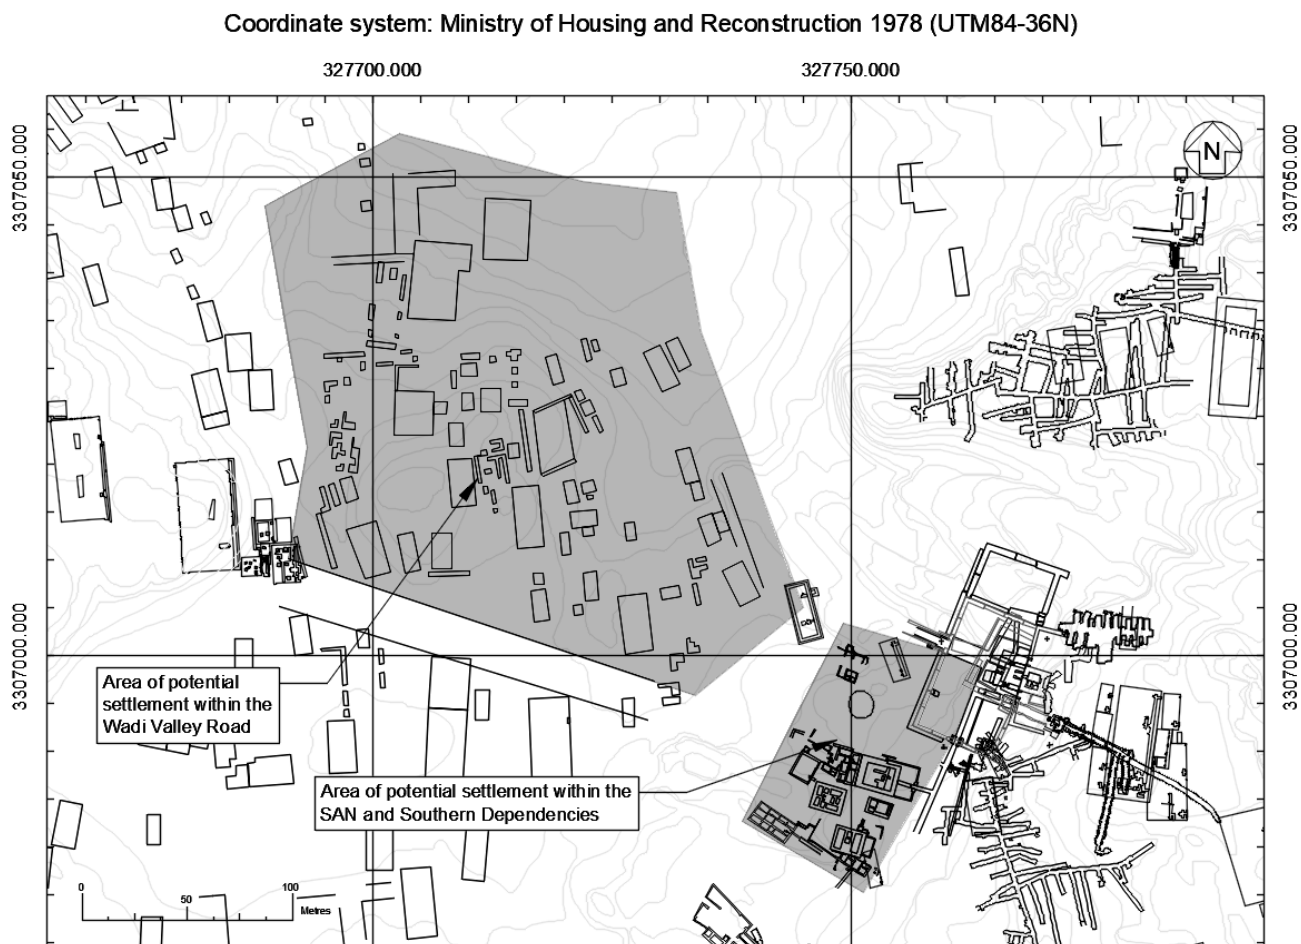 Coordinate system: Ministry of Housing and Reconstruction 1978 (UTM84-36N)
327700.000
327750.000
3307050.000
3307050.000
N
3307000.000
3307000.000
Area of potential
settlement within the
Wadi Valley Road
Area of potential settlement within the
SAN and Southern Dependencies
0
50
100
Metres